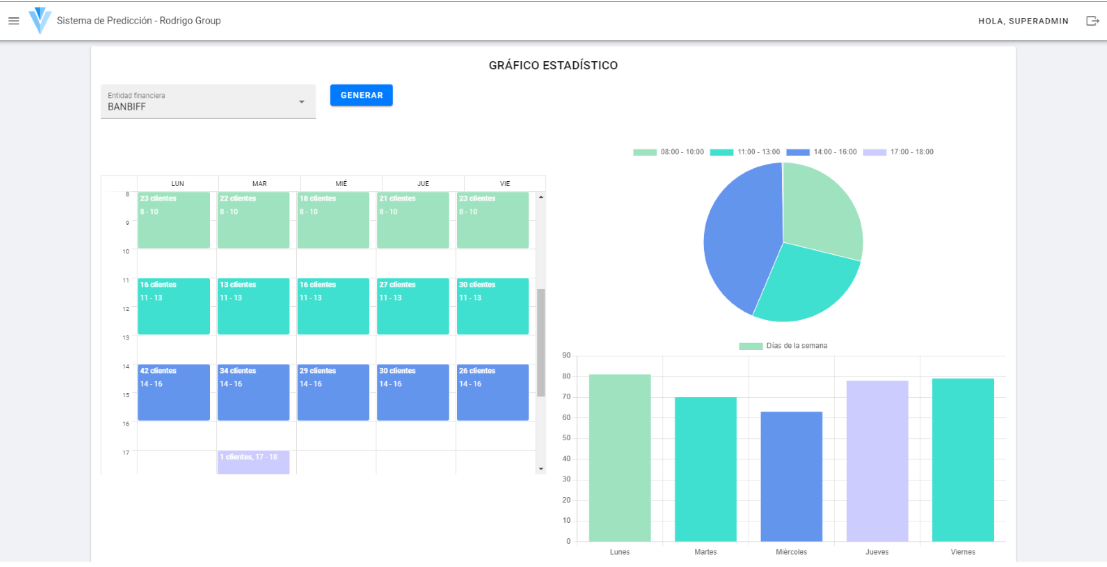 Sistema de Predicción - Rodrigo Group
HOLA, SUPERADMIN
GRÁFICO ESTADÍSTICO
Entidad financiera
BANBIFF
GENERAR
LUN MAR MIÉ JUE VIE
8
23 clientes 22 clientes 18 clientes 21 clientes 23 clientes
8 - 10 8 - 10 8 - 10 8 - 10 8 - 10
9
10
11
16 clientes 13 clientes 16 clientes 27 clientes 30 clientes
11 - 13 11 - 13 11 - 13 11 - 13 11 - 13
12
13
14
42 clientes 34 clientes 29 clientes 30 clientes 26 clientes
14 - 16 14 - 16 14 - 16 14 - 16 14 - 16
15
16
17
1 clientes, 17 - 18
08:00 - 10:00 11:00 - 13:00 14:00 - 16:00 17:00 - 18:00
Días de la semana
90
80
70
60
50
40
30
20
10
0
Lunes Martes Miércoles Jueves Viernes